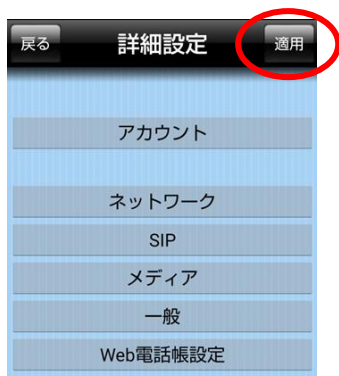 戻る 詳細設定 適用
アカウント
ネットワーク
SIP
メディア
一般
Web電話帳設定